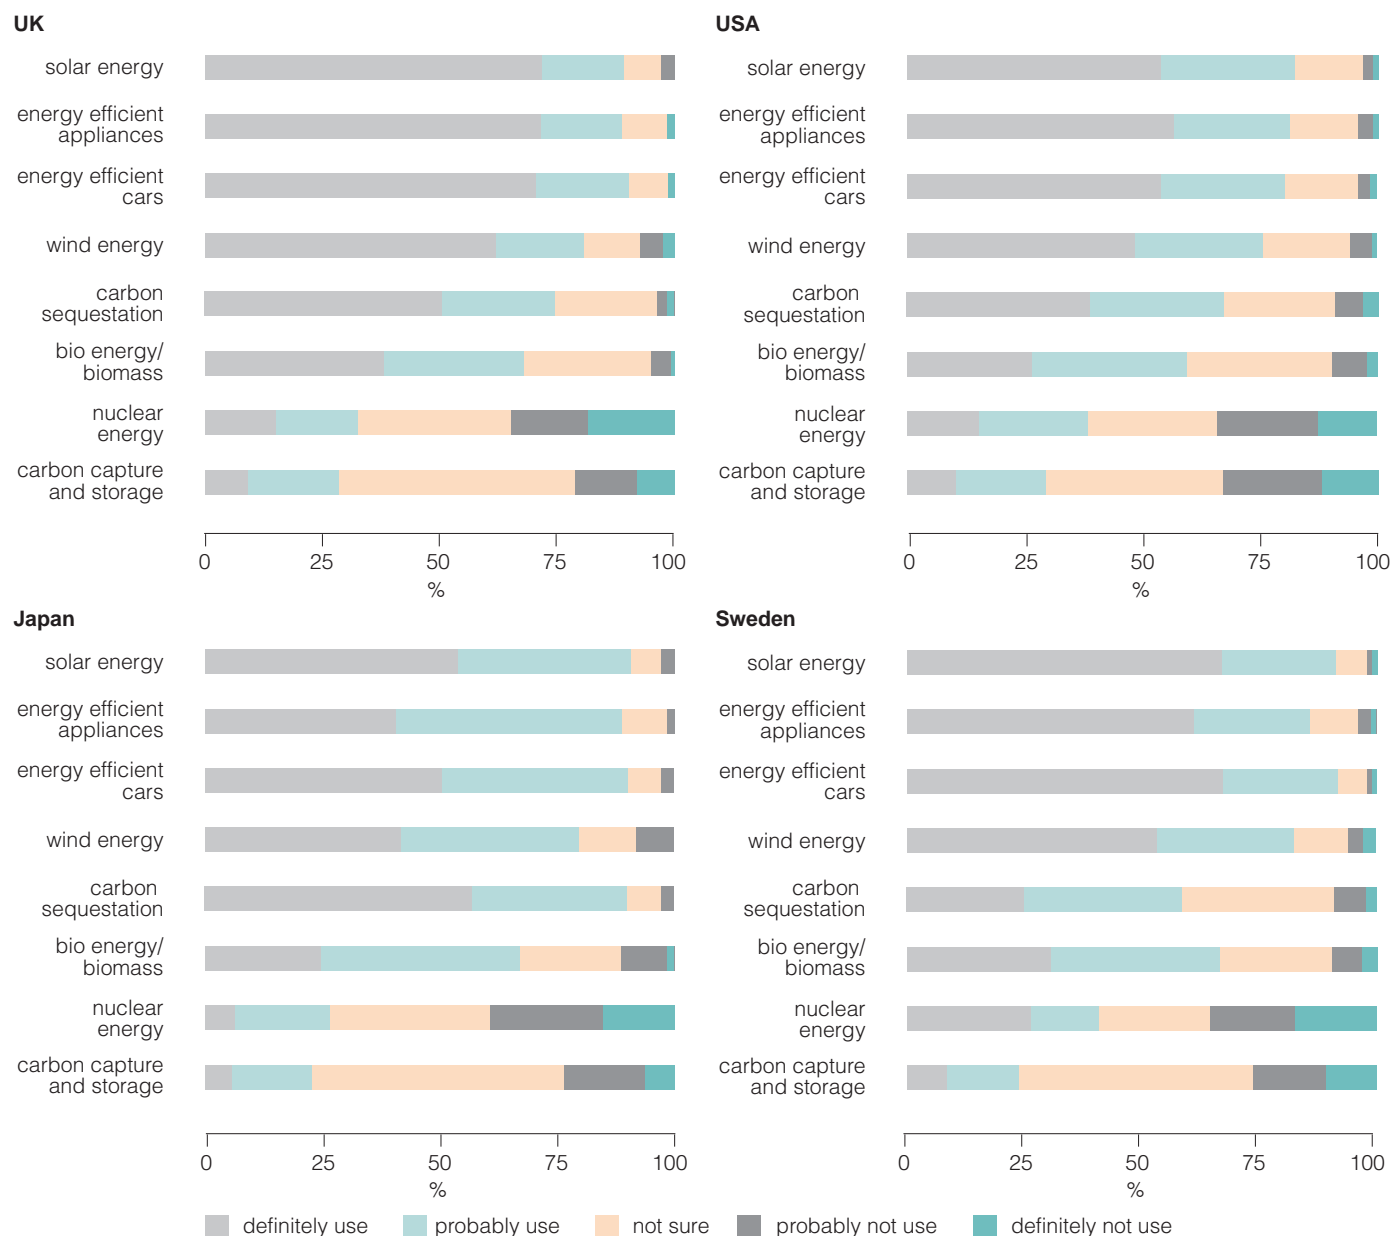 UK
solar energy
energy efficient
appliances
energy efficient
cars
wind energy
carbon
sequestation
bio energy/
biomass
nuclear
energy
carbon capture
and storage
0 25 50 75 100
%
USA
solar energy
energy efficient
appliances
energy efficient
cars
wind energy
carbon
sequestation
bio energy/
biomass
nuclear
energy
carbon capture
and storage
0 25 50 75 100
%
Japan
solar energy
energy efficient
appliances
energy efficient
cars
wind energy
carbon
sequestation
bio energy/
biomass
nuclear
energy
carbon capture
and storage
0 25 50 75 100
%
Sweden
solar energy
energy efficient
appliances
energy efficient
cars
wind energy
carbon
sequestation
bio energy/
biomass
nuclear
energy
carbon capture
and storage
0 25 50 75 100
%
definitely use probably use not sure probably not use definitely not use